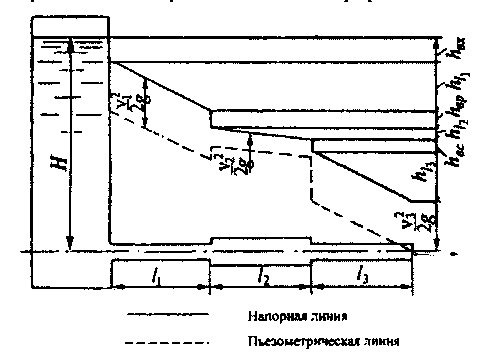 h_вх
h_l₁
h_вр
h_l₂
h_вс
h_l₃
v₁²/2g
v₂²/2g
v₃²/2g
H
l₁
l₂
l₃
Напорная линия
Пьезометрическая линия